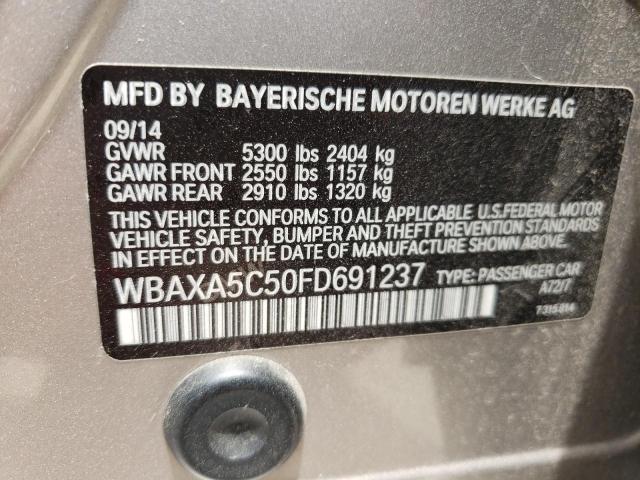 MFD BY BAYERISCHE MOTOREN WERKE AG
09/14
GVWR 5300 lbs 2404 kg
GAWR FRONT 2550 lbs 1157 kg
GAWR REAR 2910 lbs 1320 kg
THIS VEHICLE CONFORMS TO ALL APPLICABLE U.S.FEDERAL MOTOR
VEHICLE SAFETY, BUMPER AND THEFT PREVENTION STANDARDS
IN EFFECT ON THE DATE OF MANUFACTURE SHOWN ABOVE.
WBAXA5C50FD691237 TYPE: PASSENGER CAR
A72/7
7315314